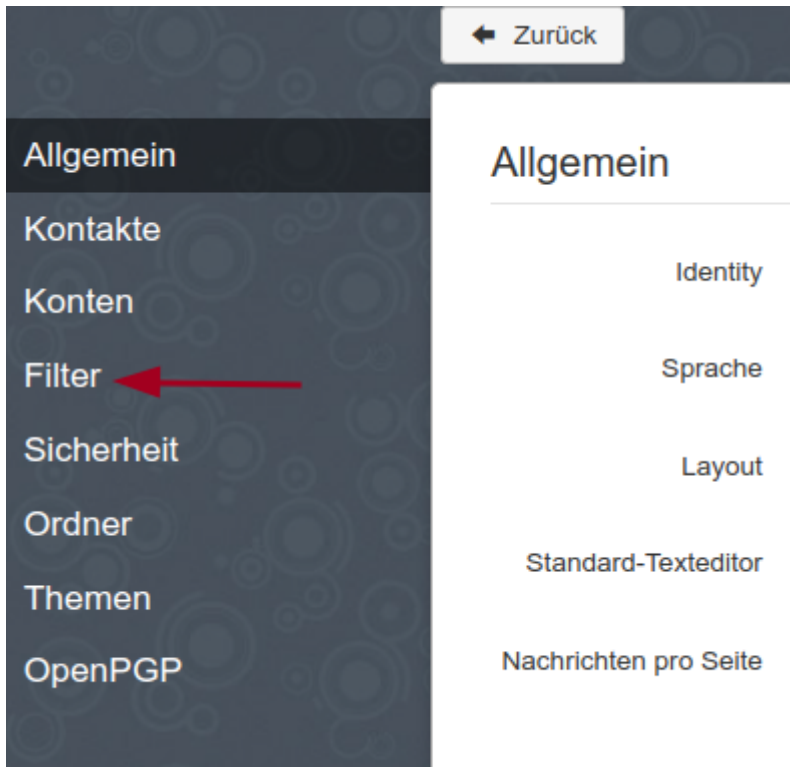 Zurück
Allgemein
Kontakte
Konten
Filter
Sicherheit
Ordner
Themen
OpenPGP
Allgemein
Identity
Sprache
Layout
Standard-Texteditor
Nachrichten pro Seite